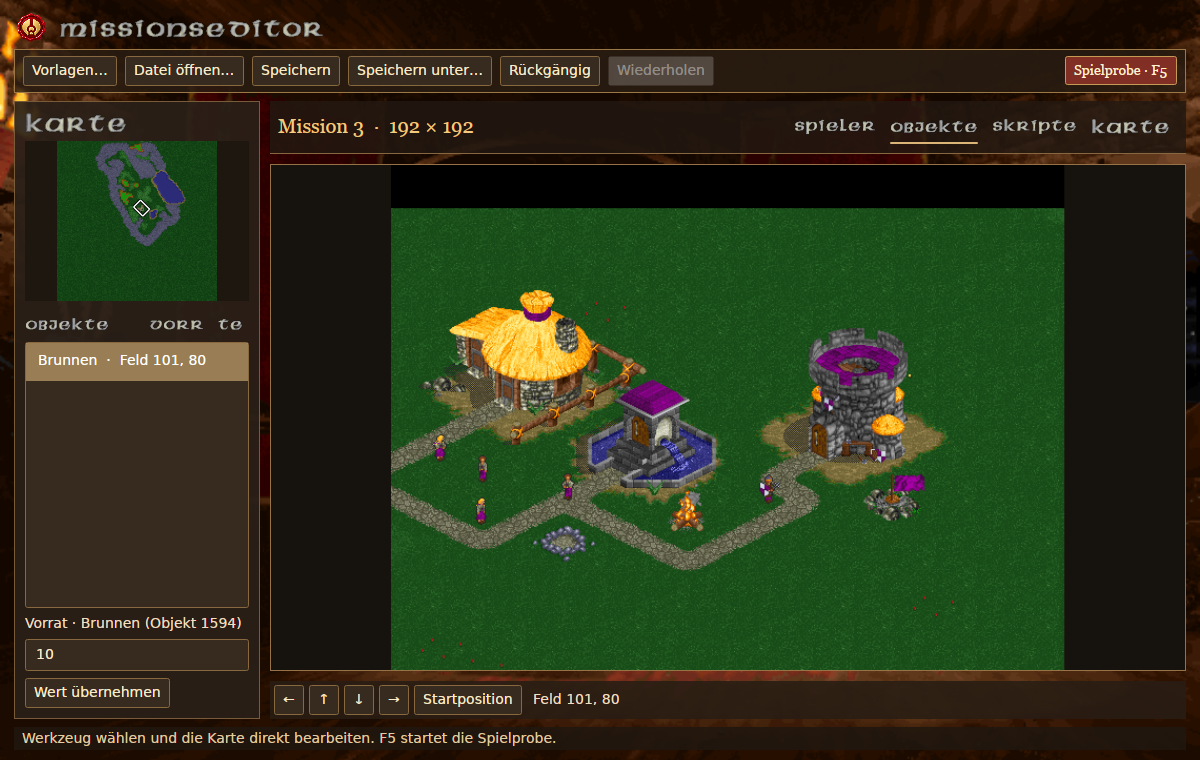 missionseditor
Vorlagen... Datei öffnen... Speichern Speichern unter... Rückgängig Wiederholen Spielprobe · F5
Karte
Mission 3 · 192 × 192
Spieler Objekte Skripte Karte
Objekte Vorr te
Brunnen · Feld 101, 80
Vorrat · Brunnen (Objekt 1594)
10
Wert übernehmen
← ↑ ↓ → Startposition Feld 101, 80
Werkzeug wählen und die Karte direkt bearbeiten. F5 startet die Spielprobe.